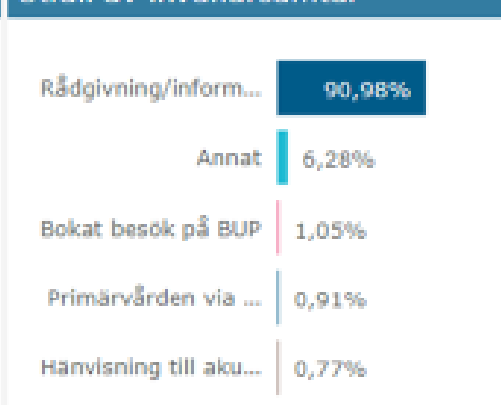 Rådgivning/inform...
90,98%
Annat
6,28%
Bokat besök på BUP
1,05%
Primärvården via ...
0,91%
Hänvisning till aku...
0,77%